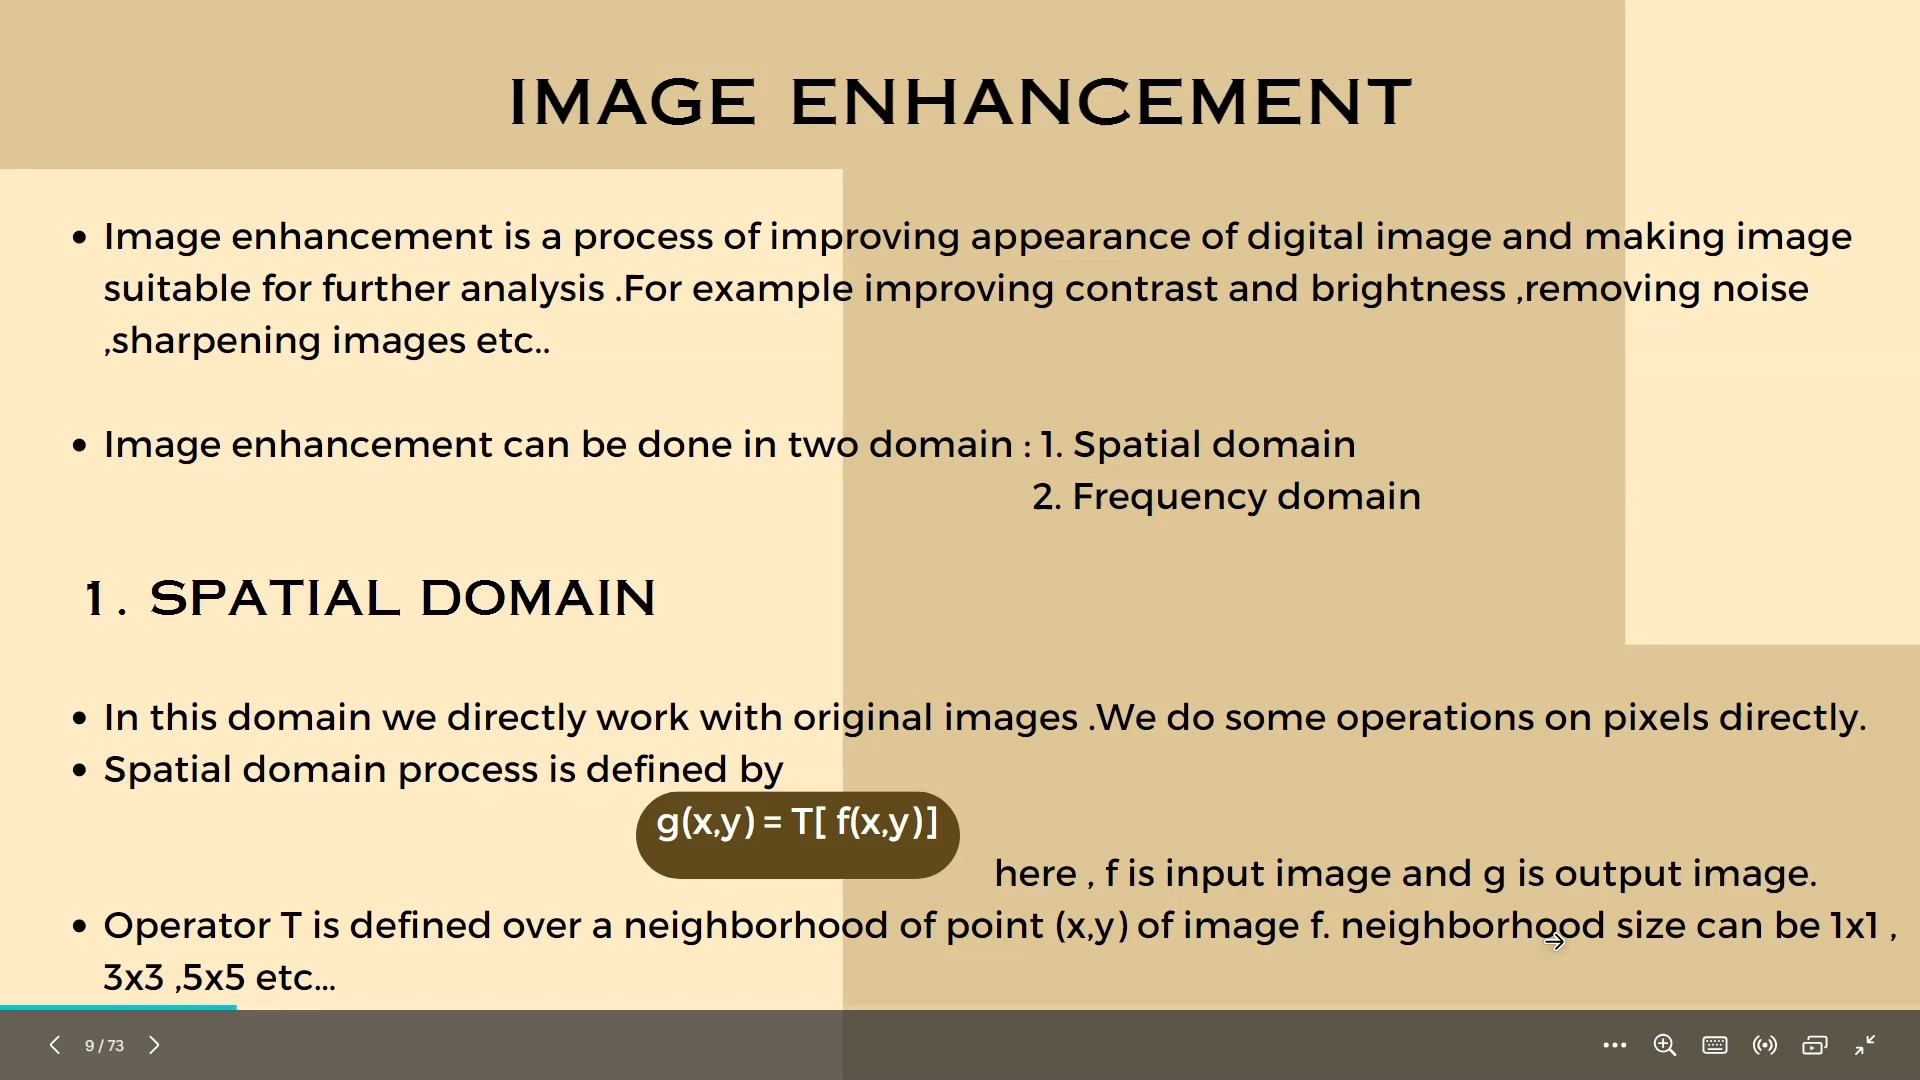 IMAGE ENHANCEMENT
• Image enhancement is a process of improving appearance of digital image and making image
suitable for further analysis .For example improving contrast and brightness ,removing noise
,sharpening images etc..
• Image enhancement can be done in two domain : 1. Spatial domain
2. Frequency domain
1. SPATIAL DOMAIN
• In this domain we directly work with original images .We do some operations on pixels directly.
• Spatial domain process is defined by
g(x,y) = T[ f(x,y)]
here , f is input image and g is output image.
• Operator T is defined over a neighborhood of point (x,y) of image f. neighborhood size can be 1x1 ,
3x3 ,5x5 etc...
9 / 73